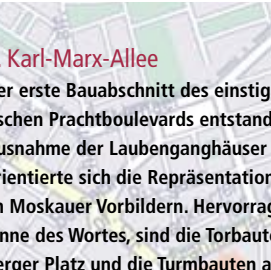 Karl-Marx-Allee
er erste Bauabschnitt des einstig
schen Prachtboulevards entstand
usnahme der Laubenganghäuser
rientierte sich die Repräsentation
n Moskauer Vorbildern. Hervorrag
nne des Wortes, sind die Torbaut
erger Platz und die Turmbauten a